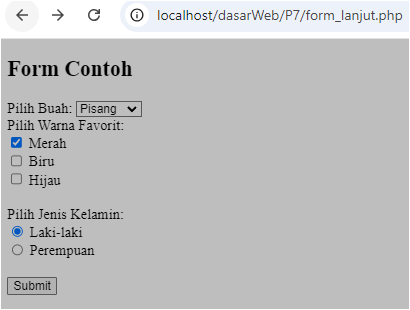 localhost/dasarWeb/P7/form_lanjut.php
Form Contoh
Pilih Buah: Pisang
Pilih Warna Favorit:
Merah
Biru
Hijau
Pilih Jenis Kelamin:
Laki-laki
Perempuan
Submit